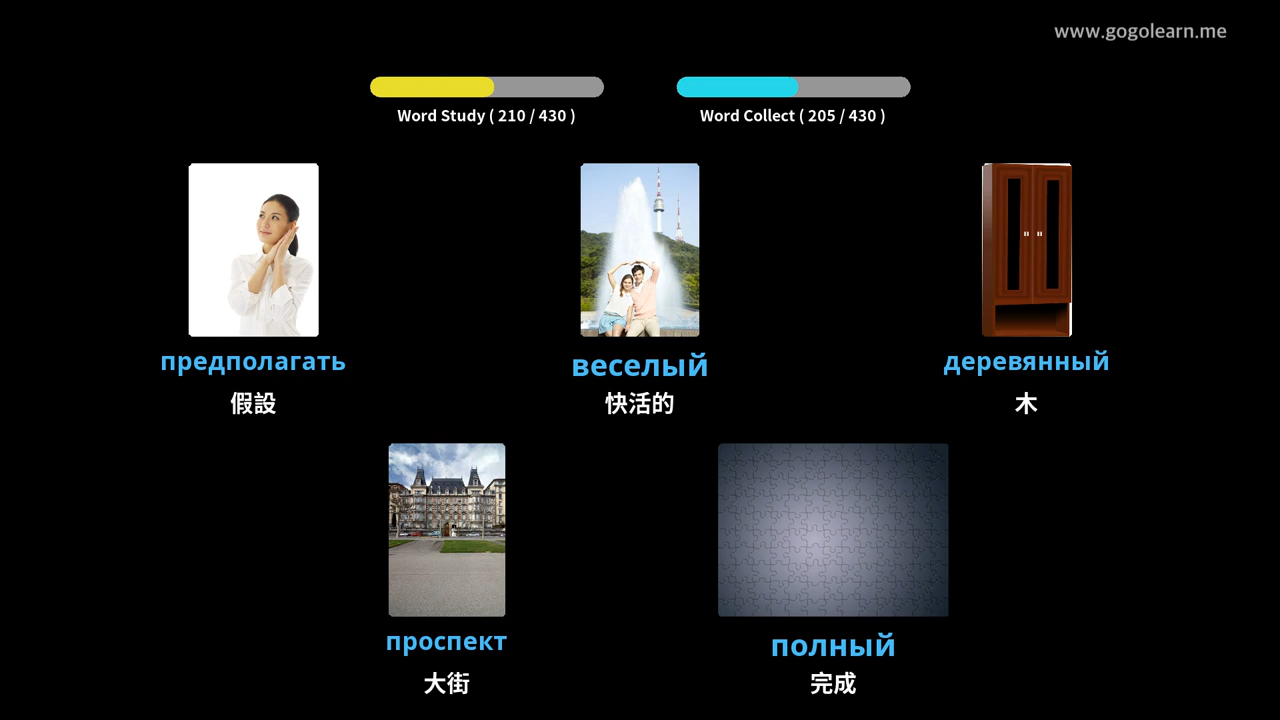 www.gogolearn.me
Word Study ( 210 / 430 )
Word Collect ( 205 / 430 )
предполагать
веселый
деревянный
假設
快活的
木
проспект
полный
大街
完成